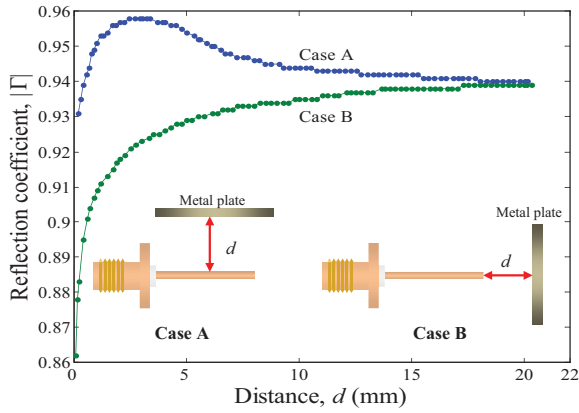 0.96
0.95
0.94
0.93
0.92
0.91
0.9
0.89
0.88
0.87
0.86
Reflection coefficient, |Γ|
Case A
Case B
Metal plate
d
Case A
Metal plate
d
Case B
0
5
10
15
20
22
Distance, d (mm)